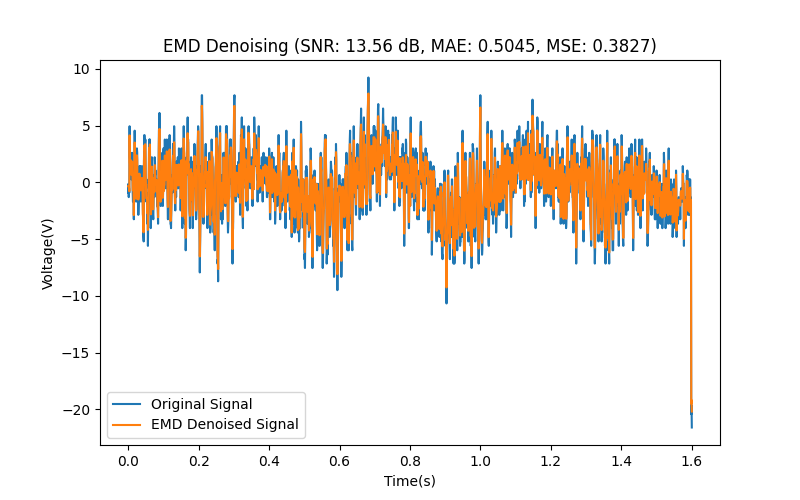 EMD Denoising (SNR: 13.56 dB, MAE: 0.5045, MSE: 0.3827)
10
5
0
−5
−10
−15
−20
Voltage(V)
Original Signal
EMD Denoised Signal
0.0 0.2 0.4 0.6 0.8 1.0 1.2 1.4 1.6
Time(s)